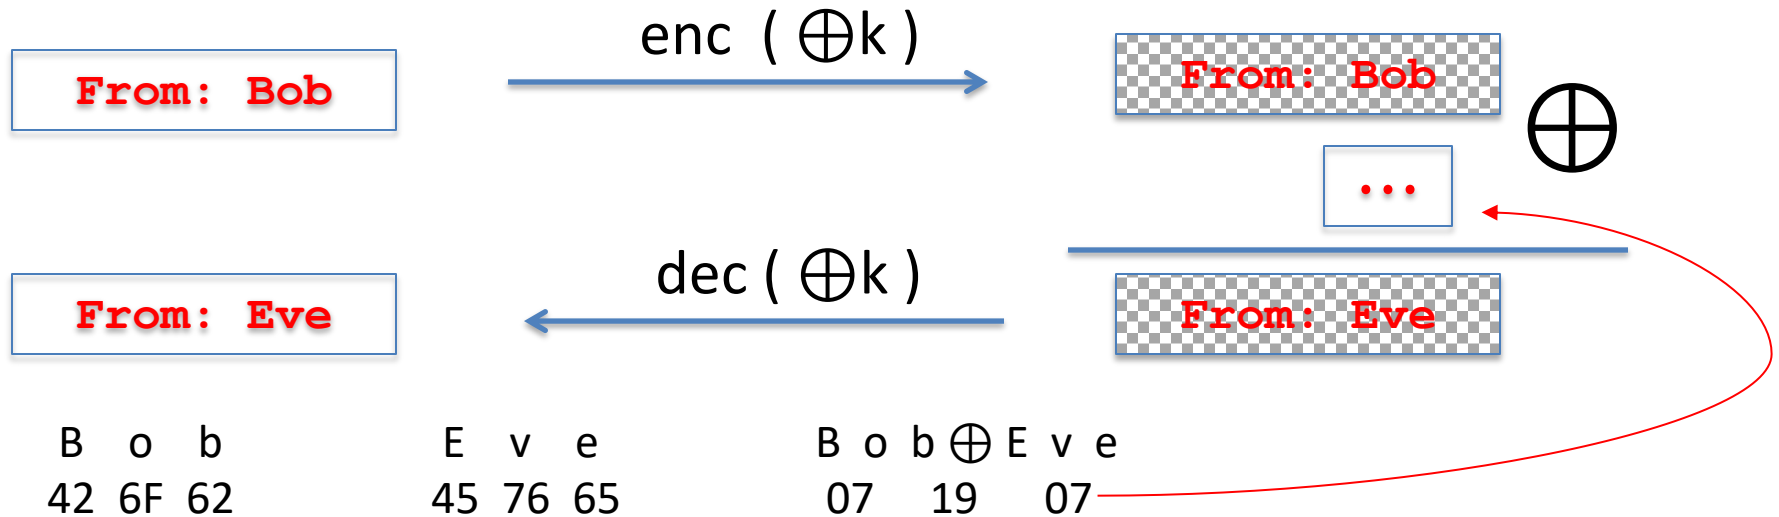 enc ( ⊕k )
From: Bob
From: Bob
⊕
...
dec ( ⊕k )
From: Eve
From: Eve
B o b
E v e
B o b ⊕ E v e
42 6F 62
45 76 65
07 19 07